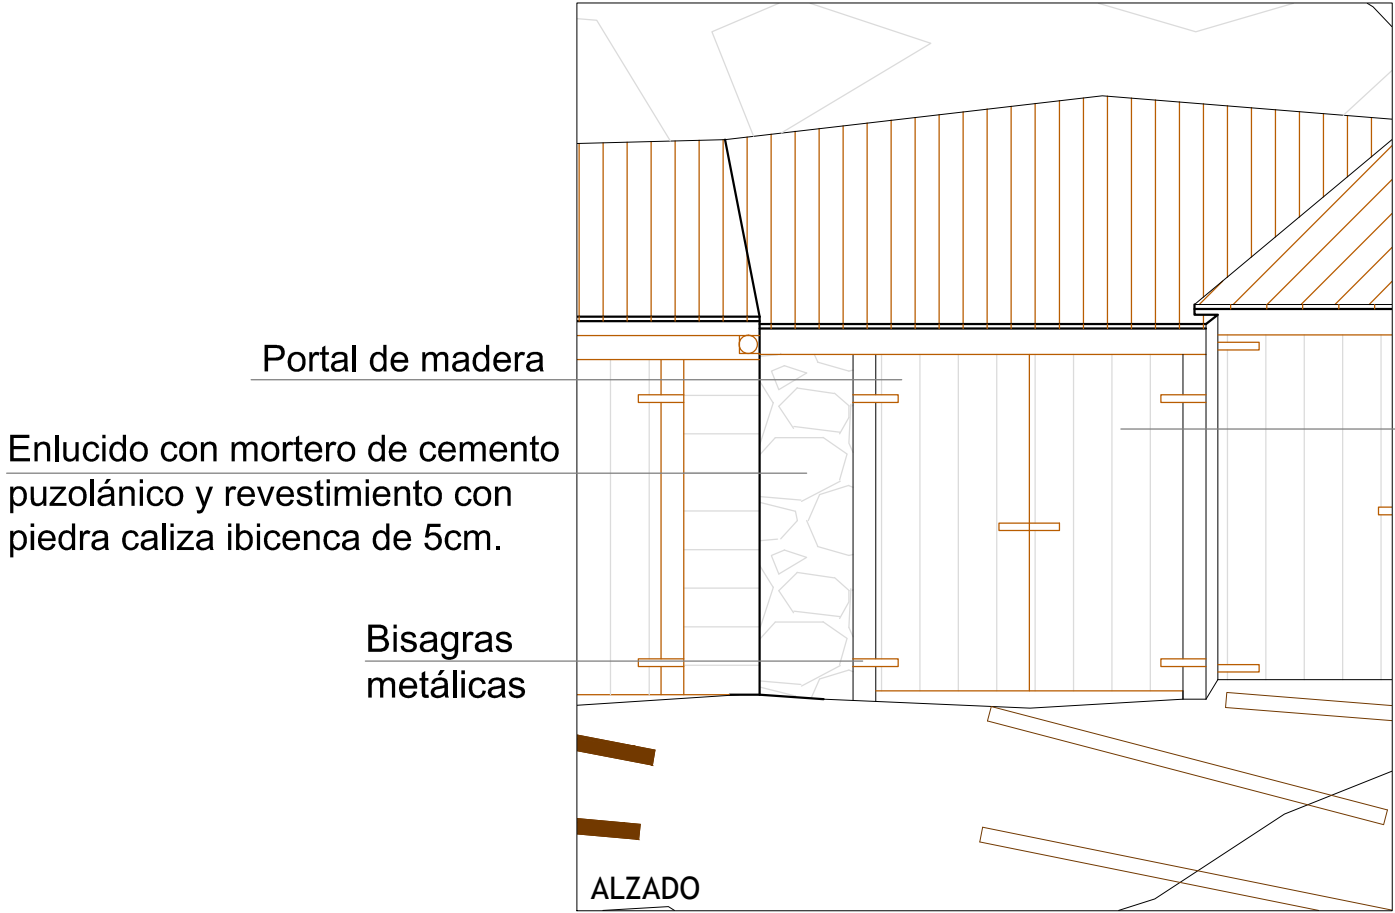 Portal de madera
Enlucido con mortero de cemento
puzolánico y revestimiento con
piedra caliza ibicenca de 5cm.
Bisagras
metálicas
ALZADO